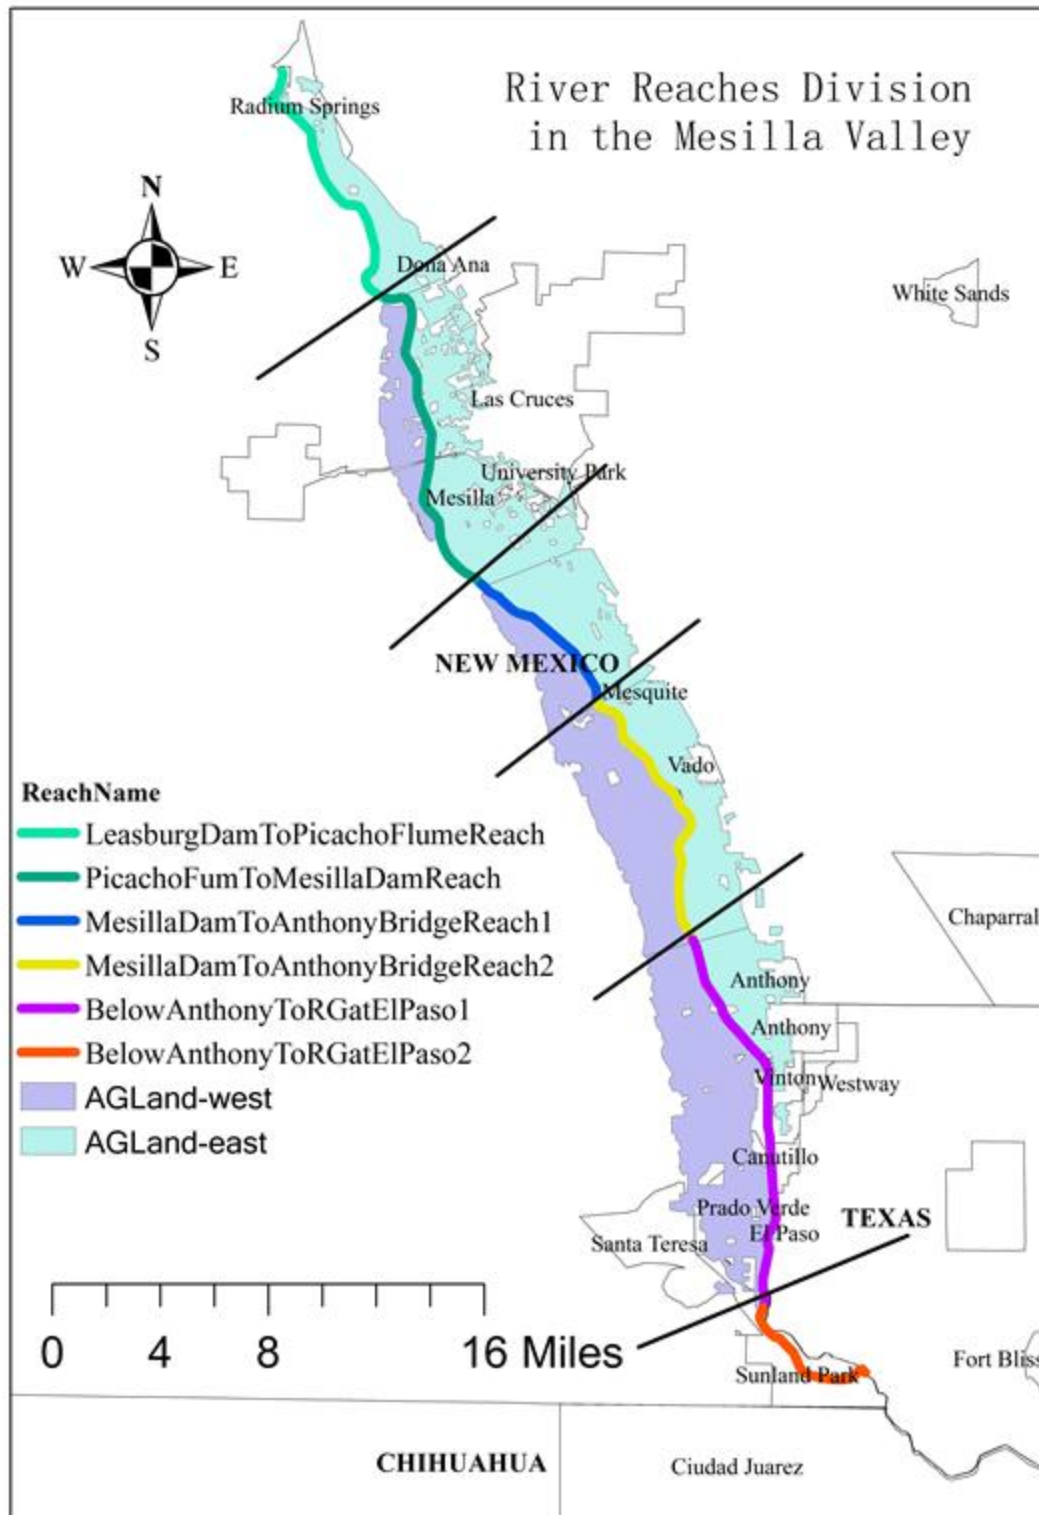 River Reaches Division
in the Mesilla Valley
Radium Springs
N
W
E
S
Dona Ana
White Sands
Las Cruces
University Park
Mesilla
NEW MEXICO
Mesquite
Vado
ReachName
LeasburgDamToPicachoFlumeReach
PicachoFumToMesillaDamReach
MesillaDamToAnthonyBridgeReach1
MesillaDamToAnthonyBridgeReach2
BelowAnthonyToRGatElPaso1
BelowAnthonyToRGatElPaso2
AGLand-west
AGLand-east
Chaparral
Anthony
Anthony
Vinton
Westway
Canutillo
Prado Verde
El Paso
TEXAS
Santa Teresa
0 4 8 16 Miles
Sunland Park
Fort Blis
CHIHUAHUA
Ciudad Juarez